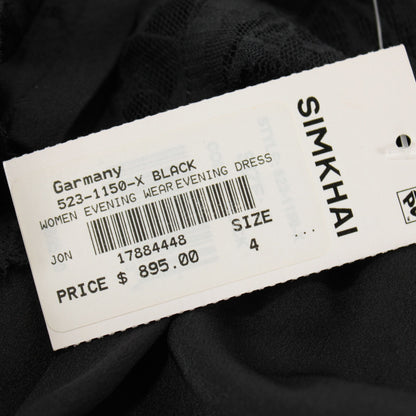 SIMKHAI
Garmany
523-1150-X BLACK
WOMEN EVENING WEAR EVENING DRESS
JON 17884448 SIZE
4
PRICE $ 895.00